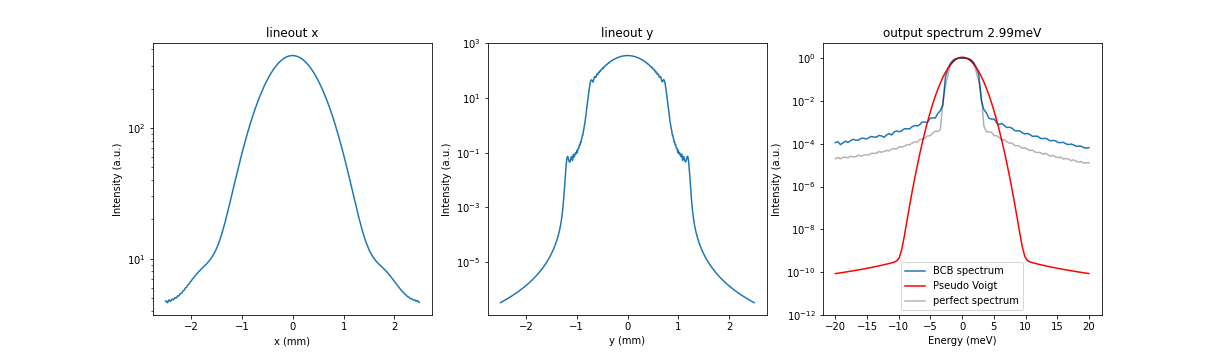 lineout x
10²
10¹
Intensity (a.u.)
−2 −1 0 1 2
x (mm)
lineout y
10³
10¹
10⁻¹
10⁻³
10⁻⁵
Intensity (a.u.)
−2 −1 0 1 2
y (mm)
output spectrum 2.99meV
10⁰
10⁻²
10⁻⁴
10⁻⁶
10⁻⁸
10⁻¹⁰
10⁻¹²
Intensity (a.u.)
BCB spectrum
Pseudo Voigt
perfect spectrum
−20 −15 −10 −5 0 5 10 15 20
Energy (meV)